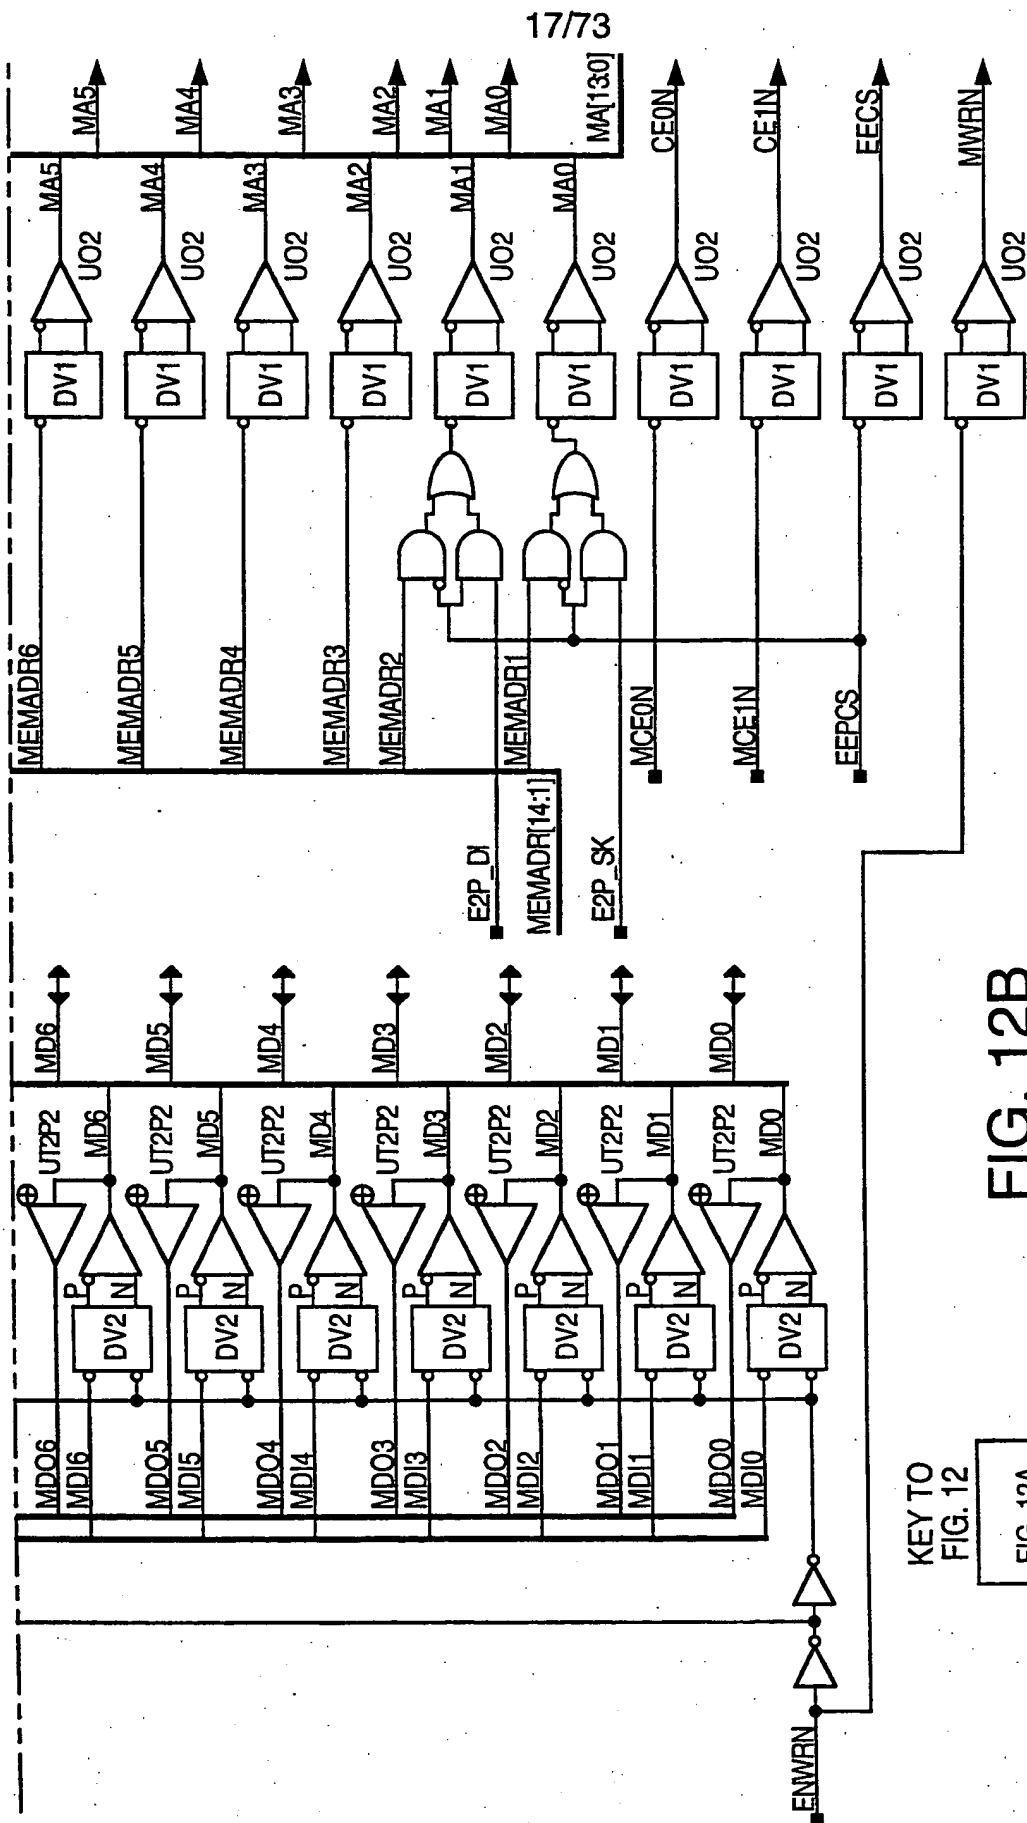 17/73
MA5
MA4
MA3
MA2
MA1
MA0
MA[13:0]
CE0N
CE1N
EECS
MWRN
MA5
MA4
MA3
MA2
MA1
MA0
UO2
UO2
UO2
UO2
UO2
UO2
UO2
UO2
UO2
UO2
DV1
DV1
DV1
DV1
DV1
DV1
DV1
DV1
DV1
DV1
MEMADR6
MEMADR5
MEMADR4
MEMADR3
MEMADR2
MEMADR1
MCE0N
MCE1N
EEPCS
E2P_DI
MEMADR[14:1]
E2P_SK
MD6
MD5
MD4
MD3
MD2
MD1
MD0
UT2P2
MD6
UT2P2
MD5
UT2P2
MD4
UT2P2
MD3
UT2P2
MD2
UT2P2
MD1
UT2P2
MD0
P
N
P
N
P
N
P
N
P
N
P
N
P
N
DV2
DV2
DV2
DV2
DV2
DV2
DV2
MDO6
MDI6
MDO5
MDI5
MDO4
MDI4
MDO3
MDI3
MDO2
MDI2
MDO1
MDI1
MDO0
MDI0
ENWRN
FIG. 12B
KEY TO
FIG. 12
FIG. 12A